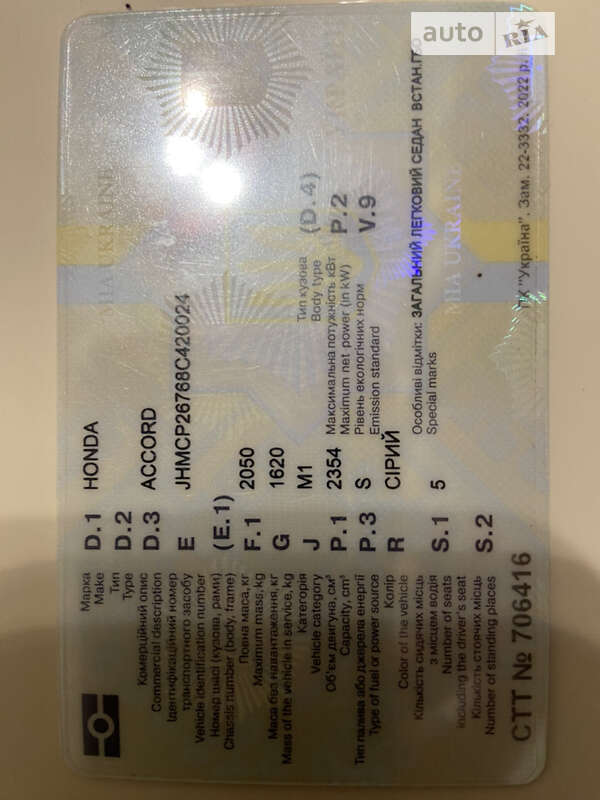 auto RIA
Марка D.1 HONDA
Make
Тип D.2
Type
Комерційний опис D.3 ACCORD
Commercial description
Ідентифікаційний номер E JHMCP26768C420024
транспортного засобу
Vehicle identification number
Номер шасі (кузова, рами) (E.1)
Chassis number (body, frame)
Повна маса, кг F.1 2050
Maximum mass, kg
Маса без навантаження, кг G 1620
Mass of the vehicle in service, kg
Категорія J M1 Тип кузова (D.4)
Vehicle category Body type
Об'єм двигуна, см³ P.1 2354 Максимальна потужність кВт P.2
Capacity, cm³ Maximum net power (in kW)
Тип палива або джерела енергії P.3 S Рівень екологічних норм V.9
Type of fuel or power source Emission standard
Колір R СІРИЙ
Color of the vehicle
Кількість сидячих місць S.1 5 Особливі відмітки: ЗАГАЛЬНИЙ ЛЕГКОВИЙ СЕДАН ВСТАН.ГБО
з місцем водія Special marks
Number of seats
including the driver's seat
Кількість стоячих місць S.2
Number of standing places
СТТ № 706416
ПК "Україна". Зам. 22-3332. 2022 р.
MIA UKRAINE
MIA UKRAINE